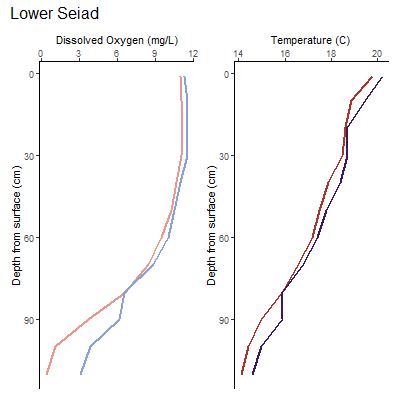 Lower Seiad
Dissolved Oxygen (mg/L)
0 3 6 9 12
Depth from surface (cm)
0
30
60
90
Temperature (C)
14 16 18 20
Depth from surface (cm)
0
30
60
90